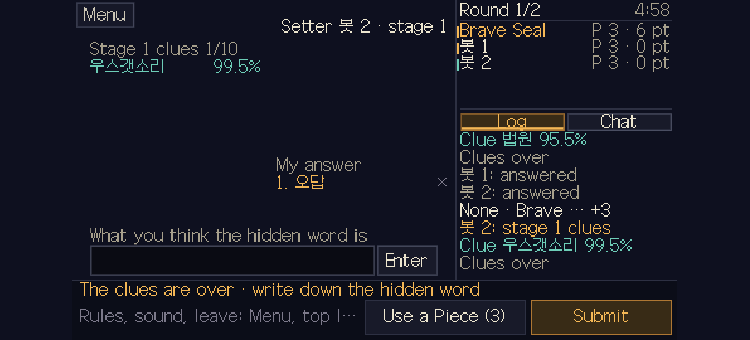 Menu
Setter 봇 2 · stage 1
Stage 1 clues 1/10
우스갯소리 99.5%
My answer
1. 오답 ×
What you think the hidden word is
Enter
Round 1/2 4:58
Brave Seal P 3 · 6 pt
봇 1 P 3 · 0 pt
봇 2 P 3 · 0 pt
Log Chat
Clue 법원 95.5%
Clues over
봇 1: answered
봇 2: answered
None · Brave ··· +3
봇 2: stage 1 clues
Clue 우스갯소리 99.5%
Clues over
The clues are over · write down the hidden word
Rules, sound, leave: Menu, top l···
Use a Piece (3)
Submit